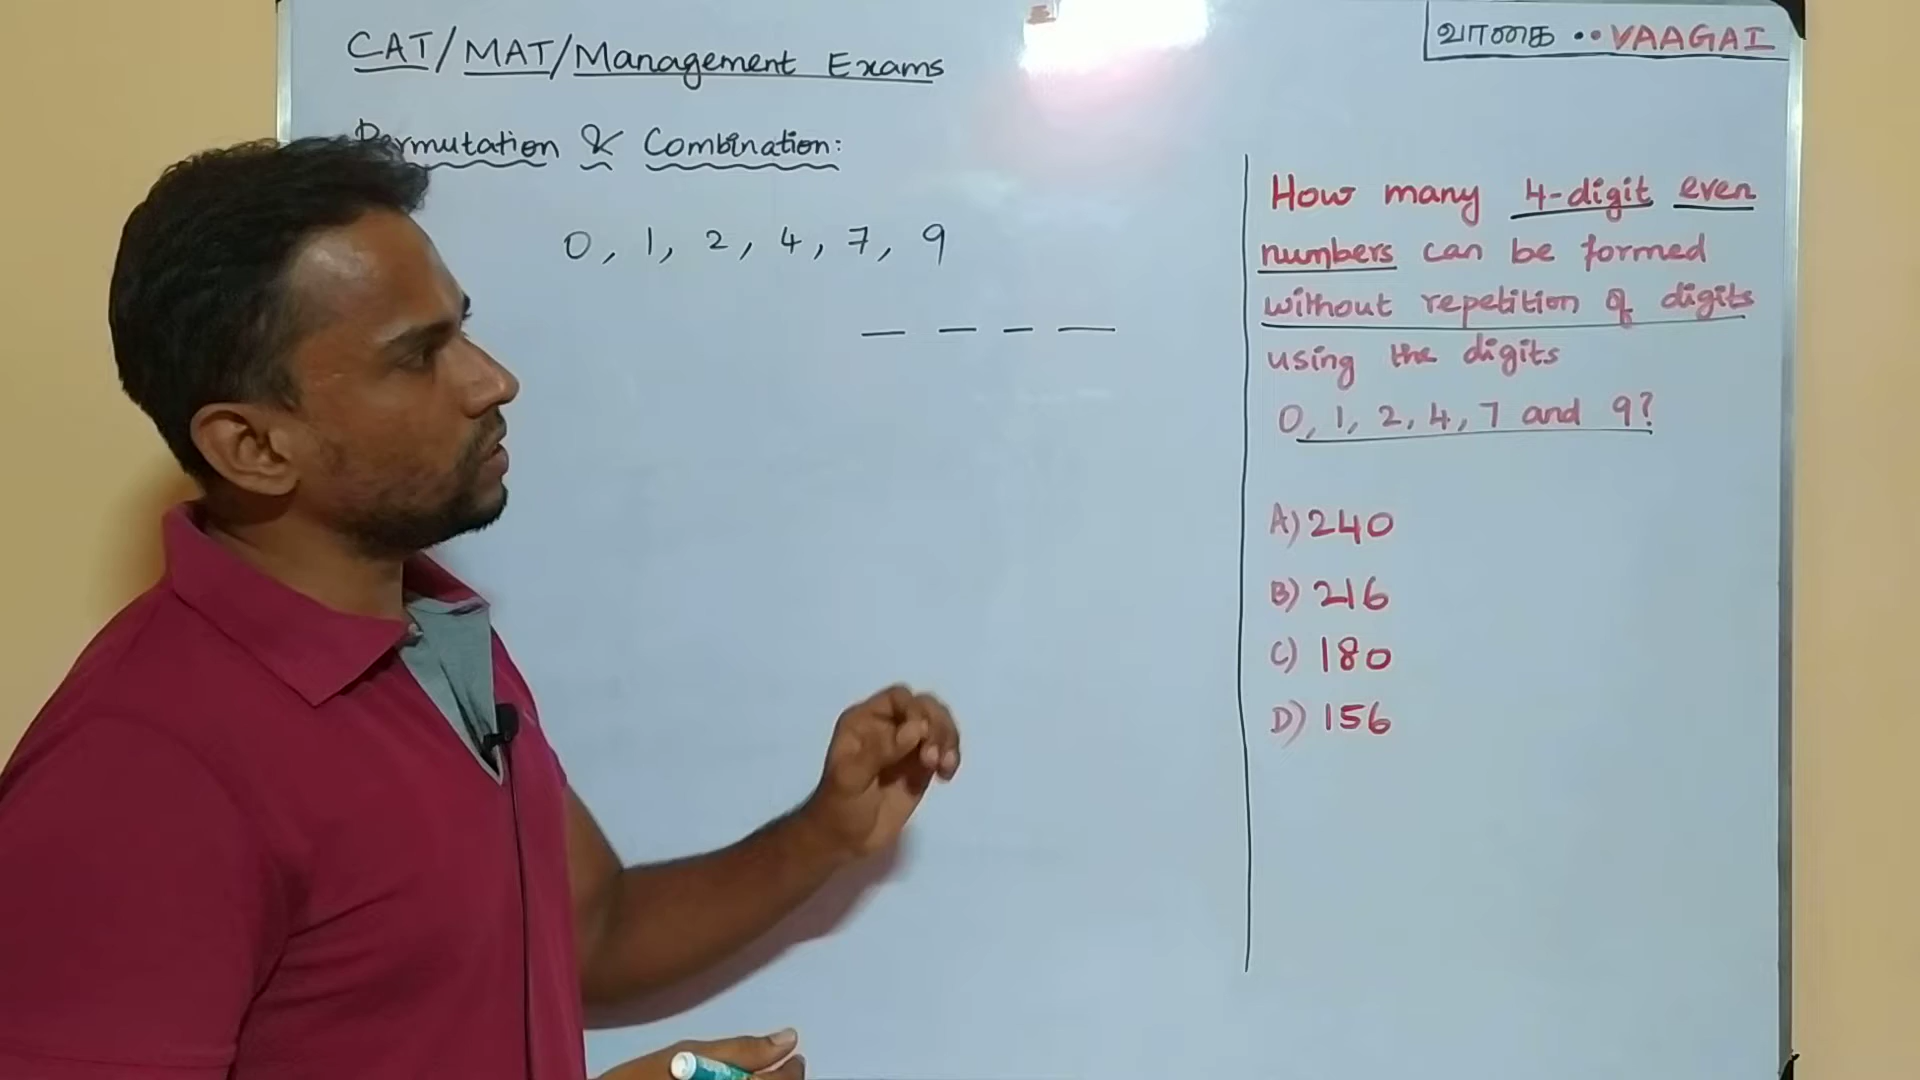 CAT/MAT/Management Exams
வாகை ..VAAGAI
Permutation & Combination:
0, 1, 2, 4, 7, 9
How many 4-digit even
numbers can be formed
without repetition of digits
using the digits
0, 1, 2, 4, 7 and 9?
A) 240
B) 216
C) 180
D) 156